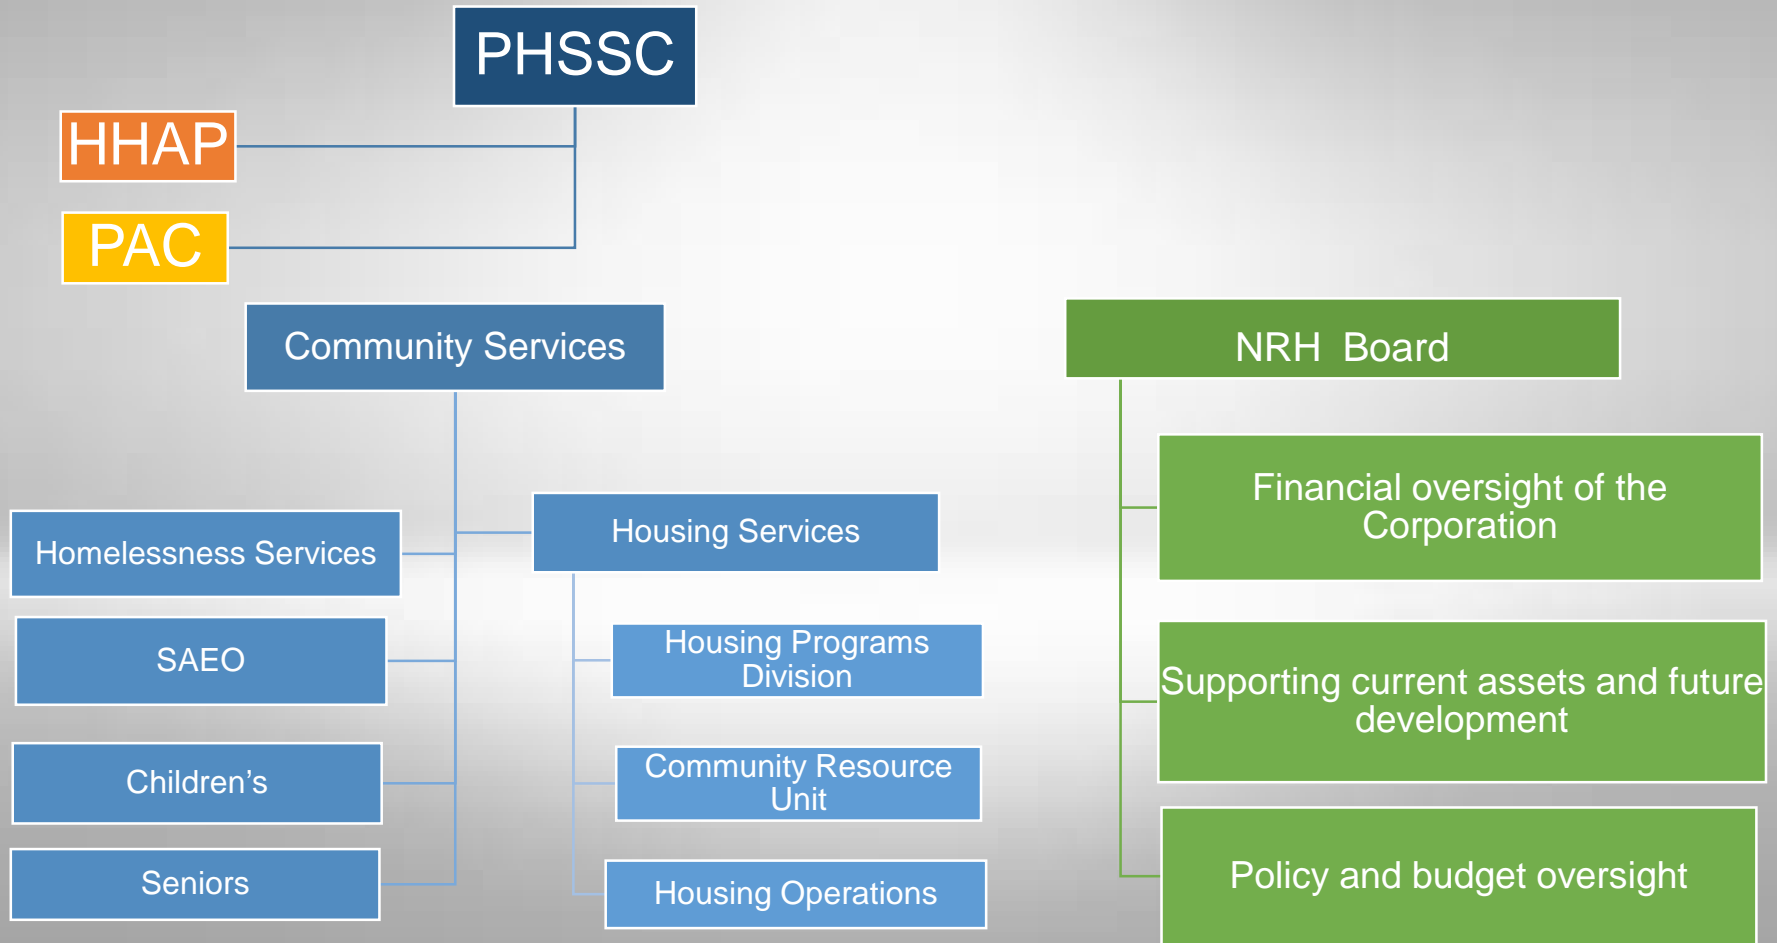 PHSSC
HHAP
PAC
Community Services
NRH Board
Homelessness Services
Housing Services
SAEO
Children’s
Seniors
Housing Programs
Division
Community Resource
Unit
Housing Operations
Financial oversight of the
Corporation
Supporting current assets and future
development
Policy and budget oversight